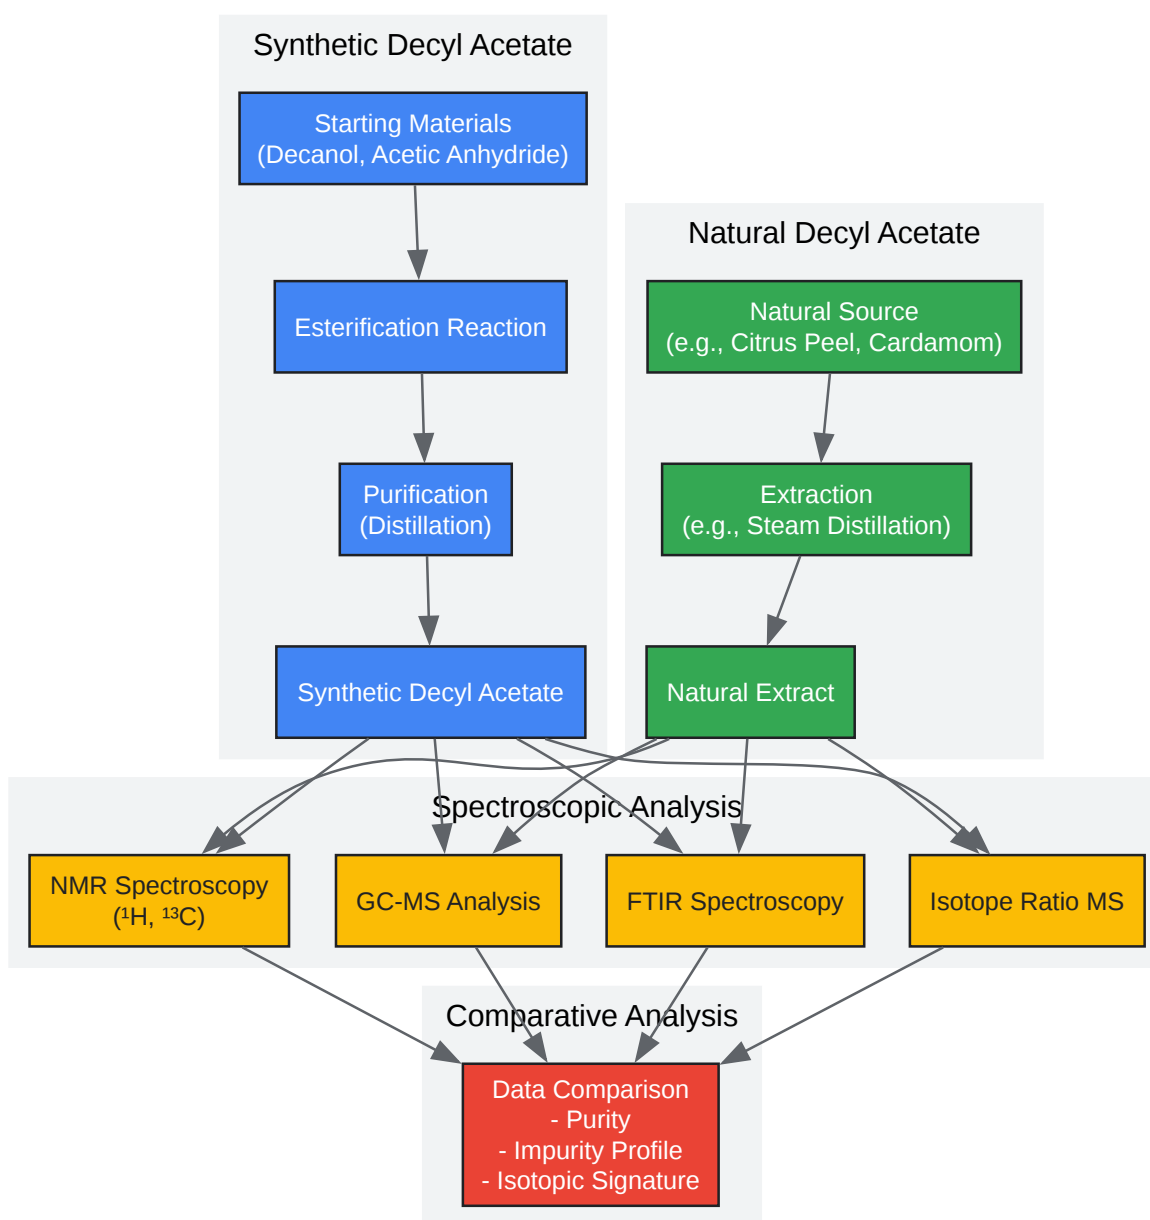 Synthetic Decyl Acetate
Starting Materials
(Decanol, Acetic Anhydride)
Esterification Reaction
Purification
(Distillation)
Synthetic Decyl Acetate
Natural Decyl Acetate
Natural Source
(e.g., Citrus Peel, Cardamom)
Extraction
(e.g., Steam Distillation)
Natural Extract
Spectroscopic Analysis
NMR Spectroscopy
(¹H, ¹³C)
GC-MS Analysis
FTIR Spectroscopy
Isotope Ratio MS
Comparative Analysis
Data Comparison
- Purity
- Impurity Profile
- Isotopic Signature